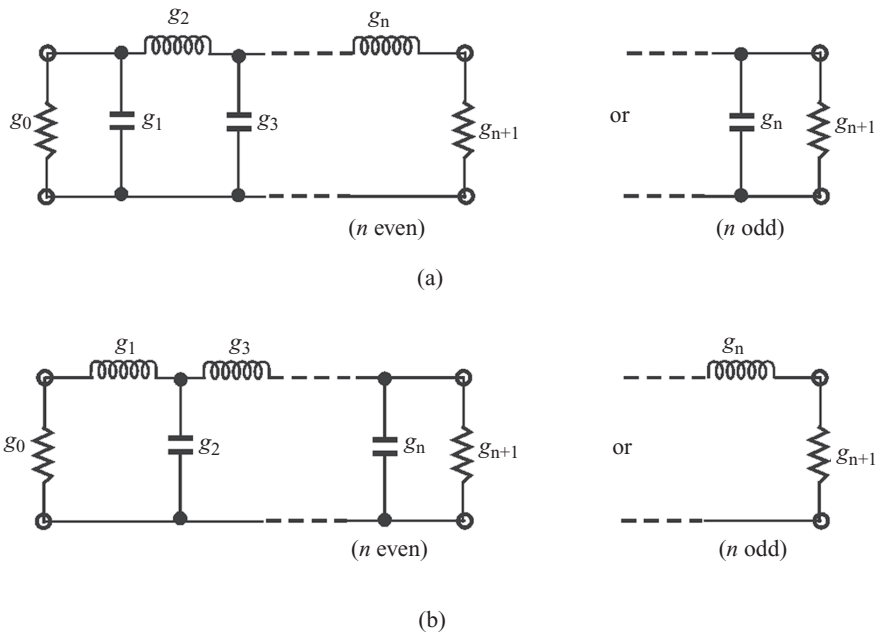 g2
gn
g0
g1
g3
gn+1
or
gn
gn+1
(n even)
(n odd)
(a)
g1
g3
gn
g0
g2
gn
gn+1
or
gn+1
(n even)
(n odd)
(b)